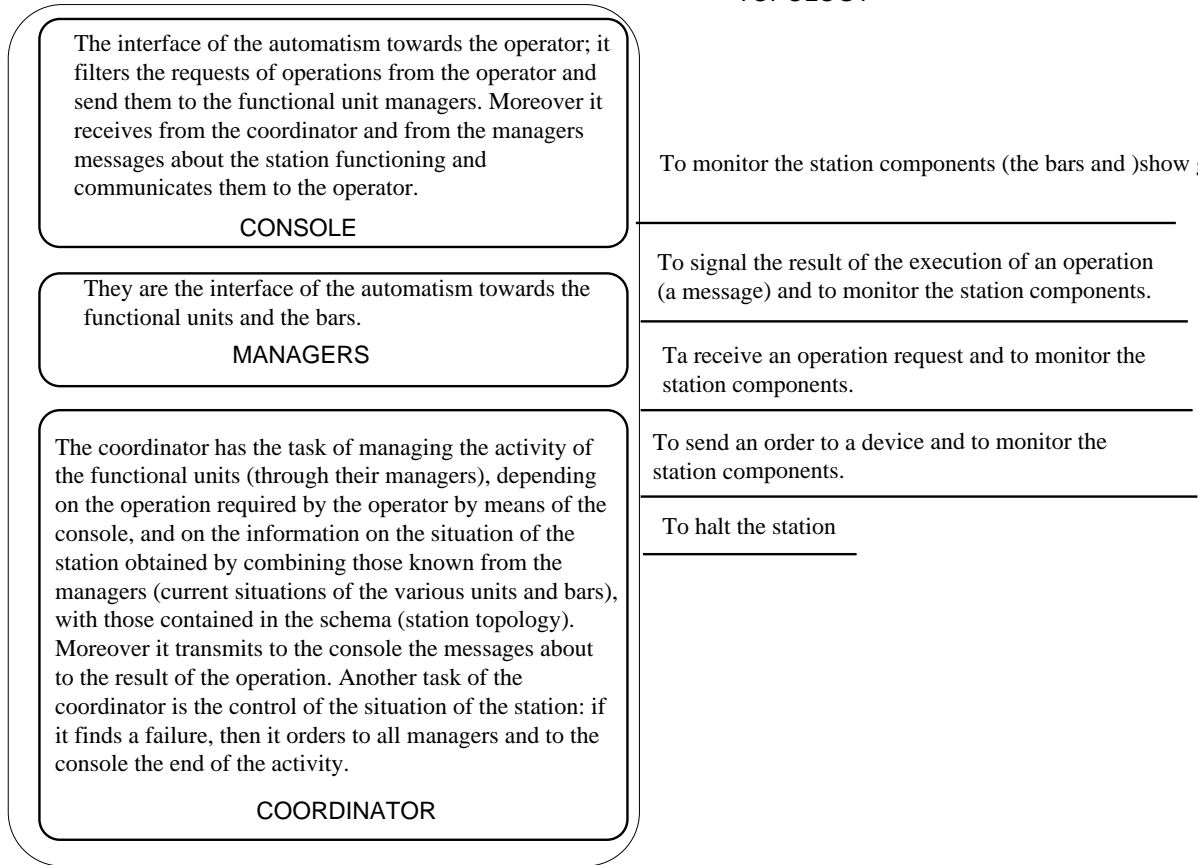 The interface of the automatism towards the operator; it
filters the requests of operations from the operator and
send them to the functional unit managers. Moreover it
receives from the coordinator and from the managers
messages about the station functioning and
communicates them to the operator.
CONSOLE
They are the interface of the automatism towards the
functional units and the bars.
MANAGERS
The coordinator has the task of managing the activity of
the functional units (through their managers), depending
on the operation required by the operator by means of the
console, and on the information on the situation of the
station obtained by combining those known from the
managers (current situations of the various units and bars),
with those contained in the schema (station topology).
Moreover it transmits to the console the messages about
to the result of the operation. Another task of the
coordinator is the control of the situation of the station: if
it finds a failure, then it orders to all managers and to the
console the end of the activity.
COORDINATOR
To monitor the station components (the bars and )show
To signal the result of the execution of an operation
(a message) and to monitor the station components.
Ta receive an operation request and to monitor the
station components.
To send an order to a device and to monitor the
station components.
To halt the station